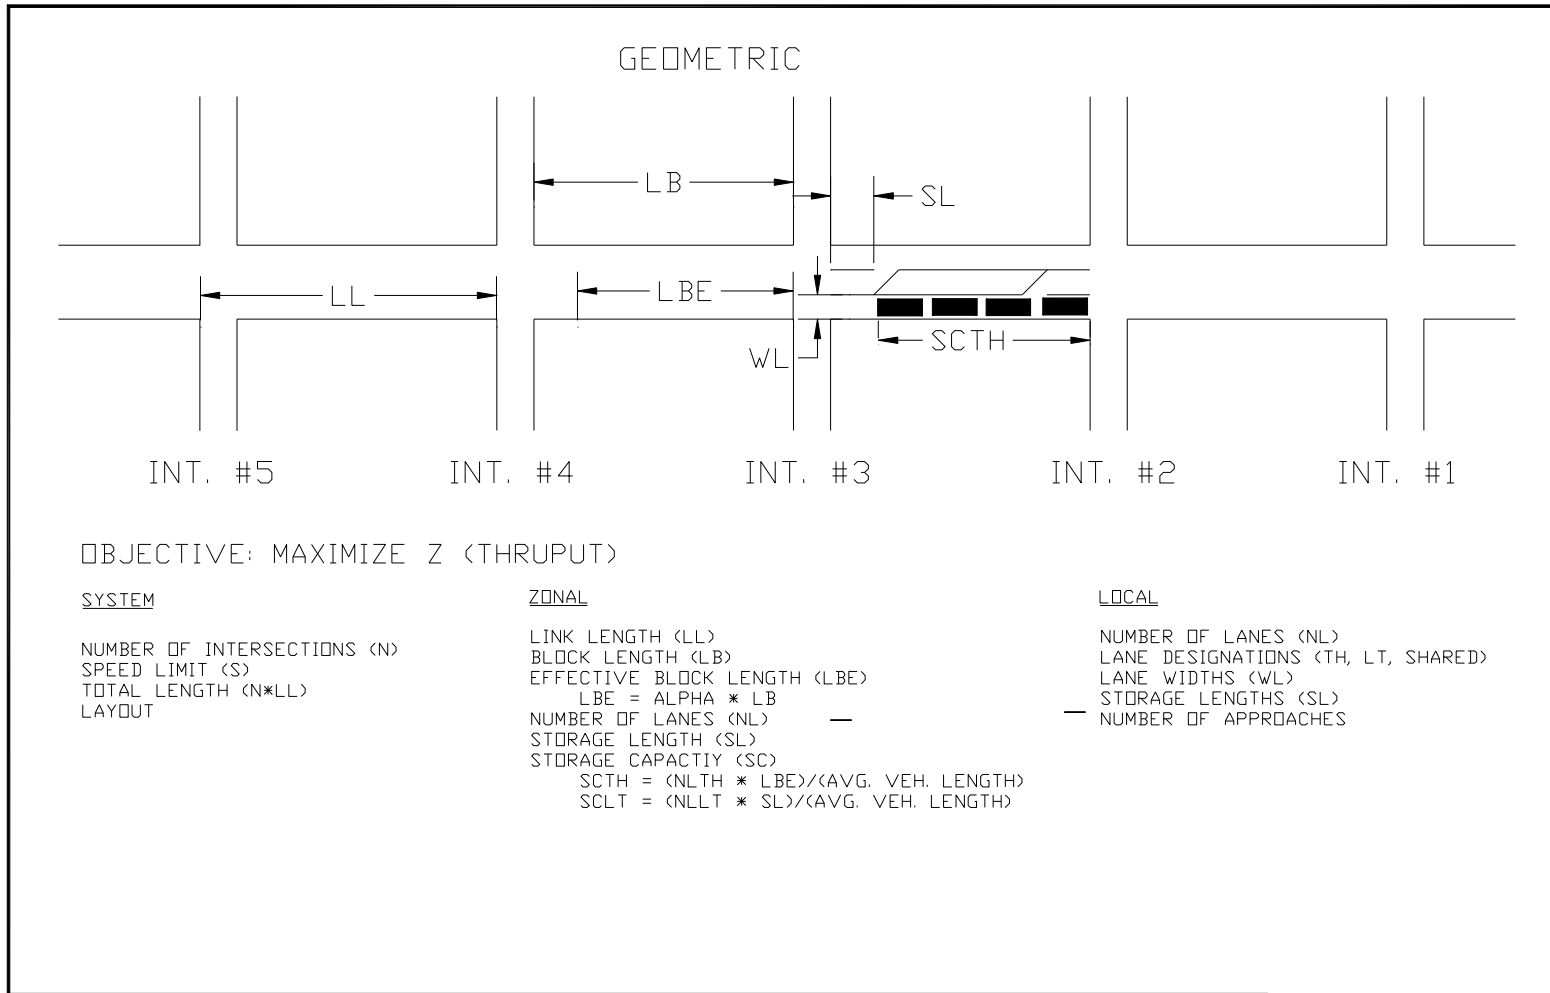 GEOMETRIC
LB
SL
LL
LBE
SCTH
WL
INT. #5
INT. #4
INT. #3
INT. #2
INT. #1
OBJECTIVE: MAXIMIZE Z (THRUPUT)
SYSTEM
NUMBER OF INTERSECTIONS (N)
SPEED LIMIT (S)
TOTAL LENGTH (N*LL)
LAYOUT
ZONAL
LINK LENGTH (LL)
BLOCK LENGTH (LB)
EFFECTIVE BLOCK LENGTH (LBE)
LBE = ALPHA * LB
NUMBER OF LANES (NL)
STORAGE LENGTH (SL)
STORAGE CAPACTIY (SC)
SCTH = (NLTH * LBE)/(AVG. VEH. LENGTH)
SCLT = (NLLT * SL)/(AVG. VEH. LENGTH)
LOCAL
NUMBER OF LANES (NL)
LANE DESIGNATIONS (TH, LT, SHARED)
LANE WIDTHS (WL)
STORAGE LENGTHS (SL)
NUMBER OF APPROACHES